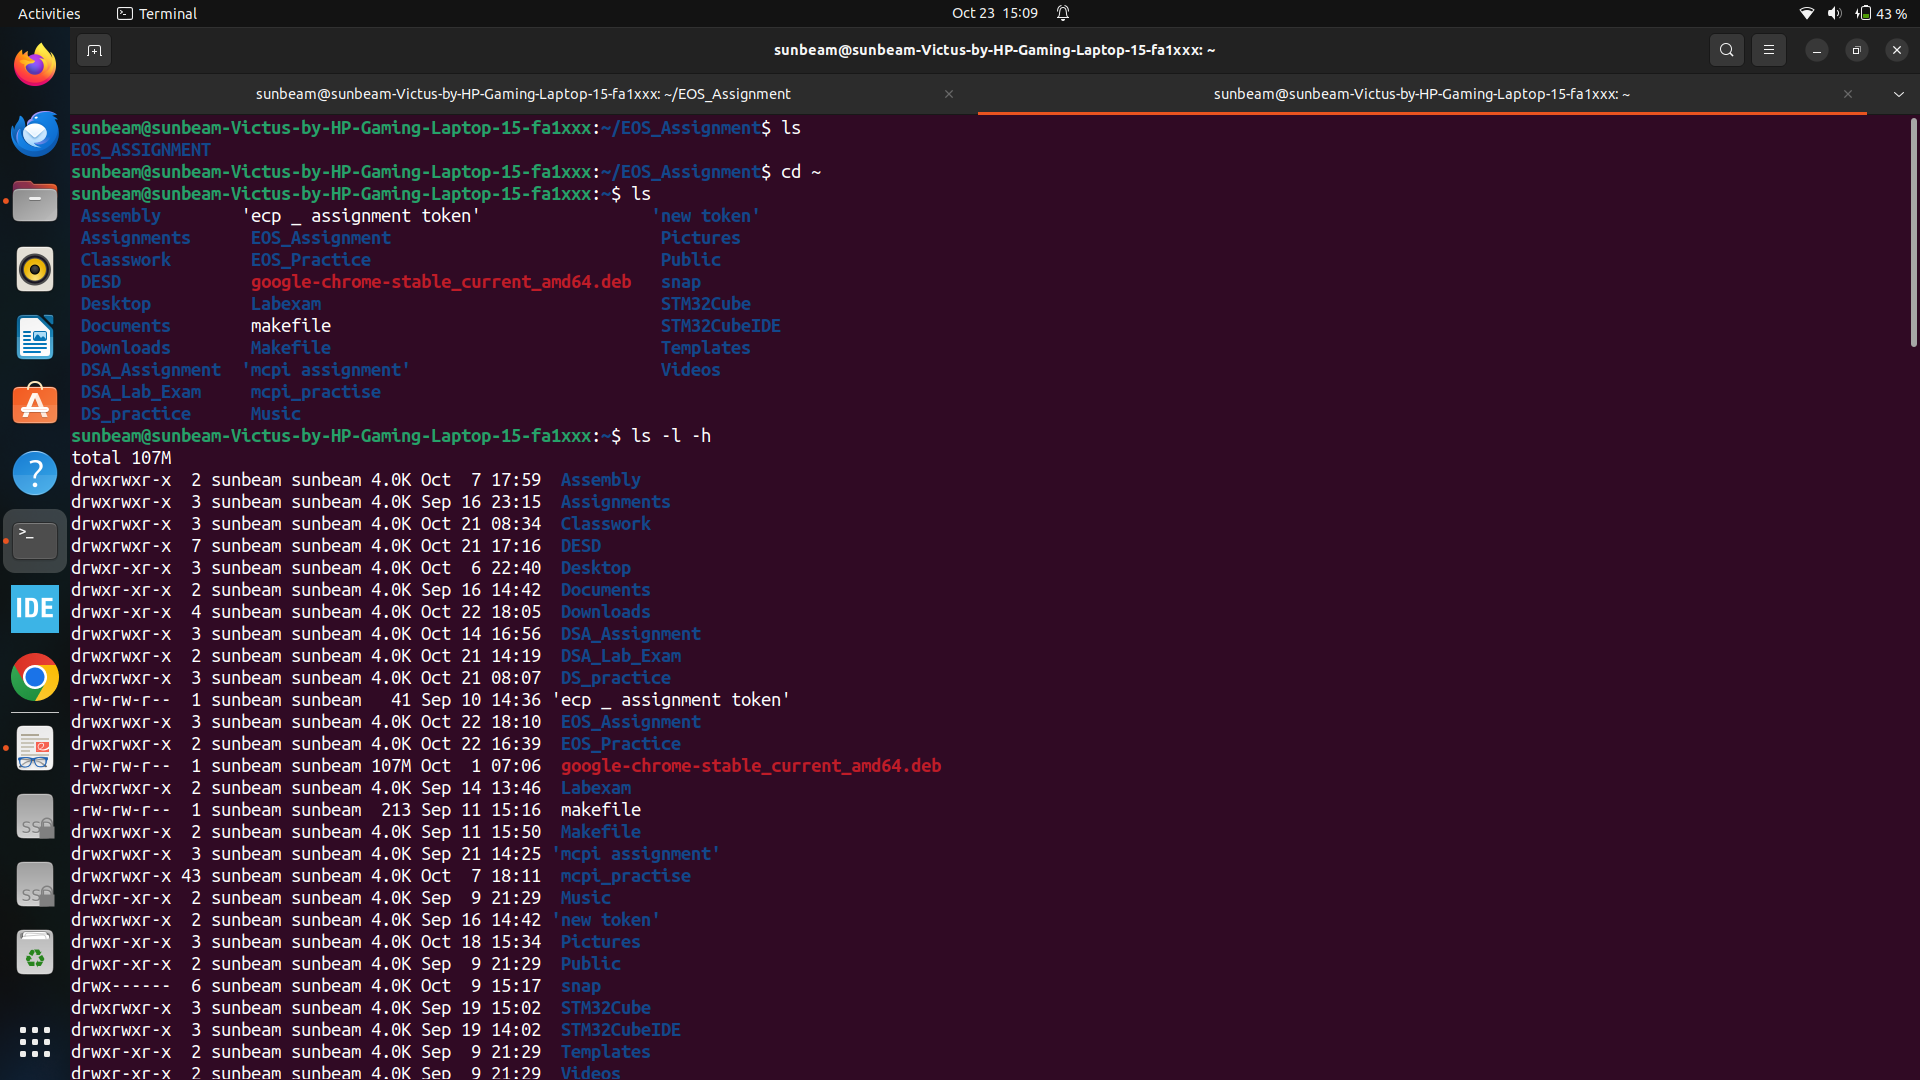 Activities Terminal Oct 23 15:09 43 %
sunbeam@sunbeam-Victus-by-HP-Gaming-Laptop-15-fa1xxx: ~
sunbeam@sunbeam-Victus-by-HP-Gaming-Laptop-15-fa1xxx: ~/EOS_Assignment sunbeam@sunbeam-Victus-by-HP-Gaming-Laptop-15-fa1xxx: ~
sunbeam@sunbeam-Victus-by-HP-Gaming-Laptop-15-fa1xxx:~/EOS_Assignment$ ls
EOS_ASSIGNMENT
sunbeam@sunbeam-Victus-by-HP-Gaming-Laptop-15-fa1xxx:~/EOS_Assignment$ cd ~
sunbeam@sunbeam-Victus-by-HP-Gaming-Laptop-15-fa1xxx:~$ ls
Assembly 'ecp _ assignment token' 'new token'
Assignments EOS_Assignment Pictures
Classwork EOS_Practice Public
DESD google-chrome-stable_current_amd64.deb snap
Desktop Labexam STM32Cube
Documents makefile STM32CubeIDE
Downloads Makefile Templates
DSA_Assignment 'mcpi assignment' Videos
DSA_Lab_Exam mcpi_practise
DS_practice Music
sunbeam@sunbeam-Victus-by-HP-Gaming-Laptop-15-fa1xxx:~$ ls -l -h
total 107M
drwxrwxr-x 2 sunbeam sunbeam 4.0K Oct 7 17:59 Assembly
drwxrwxr-x 3 sunbeam sunbeam 4.0K Sep 16 23:15 Assignments
drwxrwxr-x 3 sunbeam sunbeam 4.0K Oct 21 08:34 Classwork
drwxrwxr-x 7 sunbeam sunbeam 4.0K Oct 21 17:16 DESD
drwxr-xr-x 3 sunbeam sunbeam 4.0K Oct 6 22:40 Desktop
drwxrwxr-x 2 sunbeam sunbeam 4.0K Sep 16 14:42 Documents
drwxr-xr-x 4 sunbeam sunbeam 4.0K Oct 22 18:05 Downloads
drwxrwxr-x 3 sunbeam sunbeam 4.0K Oct 14 16:56 DSA_Assignment
drwxrwxr-x 2 sunbeam sunbeam 4.0K Oct 21 14:19 DSA_Lab_Exam
drwxrwxr-x 3 sunbeam sunbeam 4.0K Oct 21 08:07 DS_practice
-rw-rw-r-- 1 sunbeam sunbeam 41 Sep 10 14:36 'ecp _ assignment token'
drwxrwxr-x 3 sunbeam sunbeam 4.0K Oct 22 18:10 EOS_Assignment
drwxrwxr-x 2 sunbeam sunbeam 4.0K Oct 22 16:39 EOS_Practice
-rw-rw-r-- 1 sunbeam sunbeam 107M Oct 1 07:06 google-chrome-stable_current_amd64.deb
drwxrwxr-x 2 sunbeam sunbeam 4.0K Sep 14 13:46 Labexam
-rw-rw-r-- 1 sunbeam sunbeam 213 Sep 11 15:16 makefile
drwxrwxr-x 2 sunbeam sunbeam 4.0K Sep 11 15:50 Makefile
drwxrwxr-x 3 sunbeam sunbeam 4.0K Sep 21 14:25 'mcpi assignment'
drwxrwxr-x 43 sunbeam sunbeam 4.0K Oct 7 18:11 mcpi_practise
drwxr-xr-x 2 sunbeam sunbeam 4.0K Sep 9 21:29 Music
drwxrwxr-x 2 sunbeam sunbeam 4.0K Sep 16 14:42 'new token'
drwxr-xr-x 3 sunbeam sunbeam 4.0K Oct 18 15:34 Pictures
drwxr-xr-x 2 sunbeam sunbeam 4.0K Sep 9 21:29 Public
drwx------ 6 sunbeam sunbeam 4.0K Oct 9 15:17 snap
drwxrwxr-x 3 sunbeam sunbeam 4.0K Sep 19 15:02 STM32Cube
drwxrwxr-x 3 sunbeam sunbeam 4.0K Sep 19 14:02 STM32CubeIDE
drwxr-xr-x 2 sunbeam sunbeam 4.0K Sep 9 21:29 Templates
drwxr-xr-x 2 sunbeam sunbeam 4.0K Sep 9 21:29 Videos
IDE